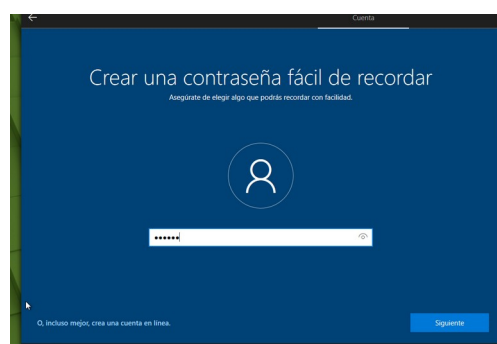 Cuenta
Crear una contraseña fácil de recordar
Asegúrate de elegir algo que podrás recordar con facilidad.
••••••
O, incluso mejor, crea una cuenta en línea.
Siguiente